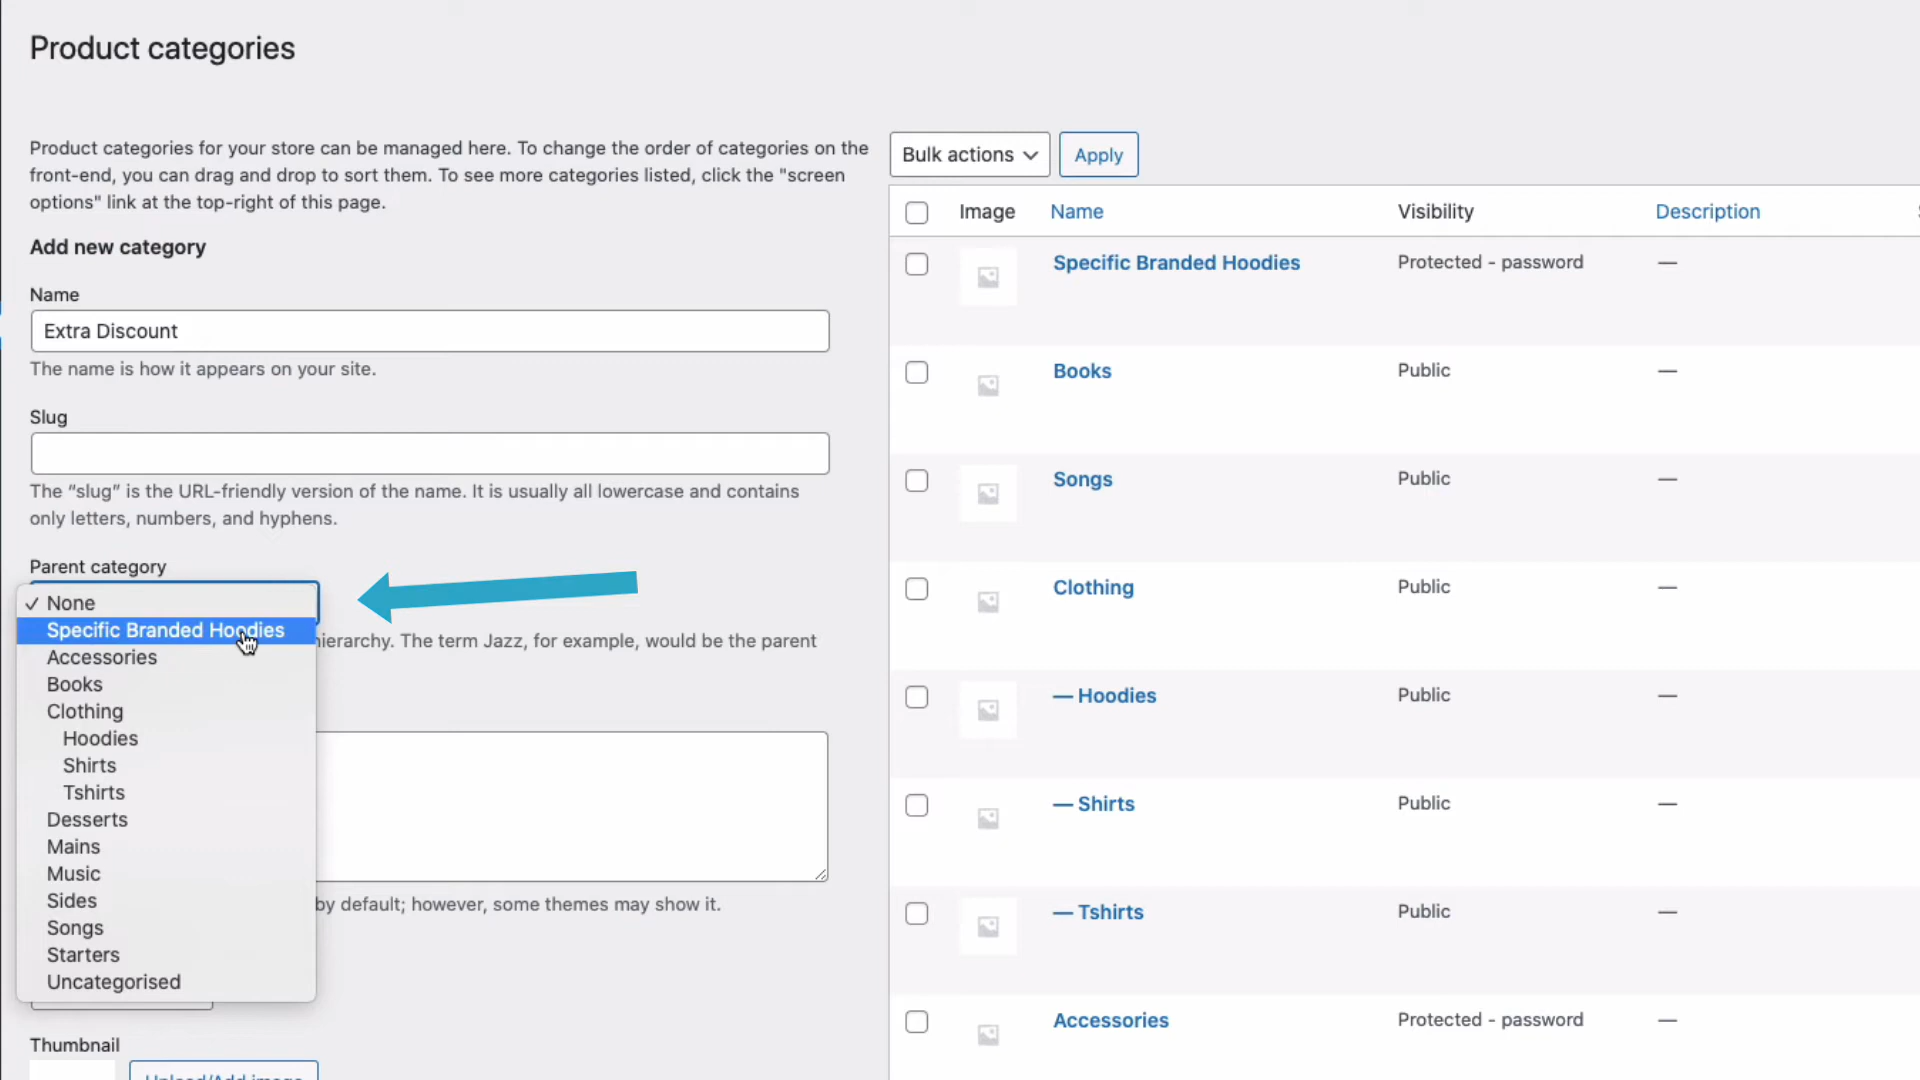 Product categories
Product categories for your store can be managed here. To change the order of categories on the
front-end, you can drag and drop to sort them. To see more categories listed, click the "screen
options" link at the top-right of this page.
Add new category
Name
Extra Discount
The name is how it appears on your site.
Slug
The “slug” is the URL-friendly version of the name. It is usually all lowercase and contains
only letters, numbers, and hyphens.
Parent category
✓ None
Specific Branded Hoodies
hierarchy. The term Jazz, for example, would be the parent
Accessories
Books
Clothing
Hoodies
Shirts
Tshirts
Desserts
Mains
Music
Sides
by default; however, some themes may show it.
Songs
Starters
Uncategorised
Thumbnail
Upload/Add image
Bulk actions
Apply
Image Name Visibility Description
Specific Branded Hoodies Protected - password —
Books Public —
Songs Public —
Clothing Public —
— Hoodies Public —
— Shirts Public —
— Tshirts Public —
Accessories Protected - password —